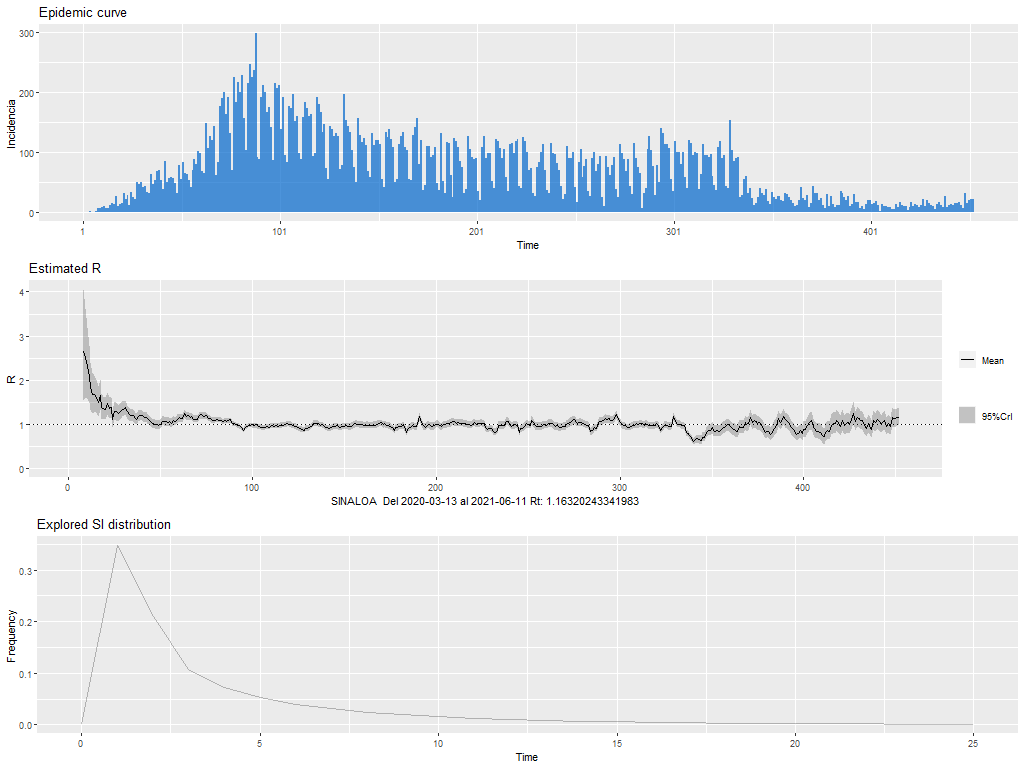 Epidemic curve
300
200
100
0
Incidencia
1
101
201
301
401
Time
Estimated R
4
3
2
1
0
R
Mean
95%CrI
0
100
200
300
400
SINALOA Del 2020-03-13 al 2021-06-11 Rt: 1.16320243341983
Explored SI distribution
0.3
0.2
0.1
0.0
Frequency
0
5
10
15
20
25
Time